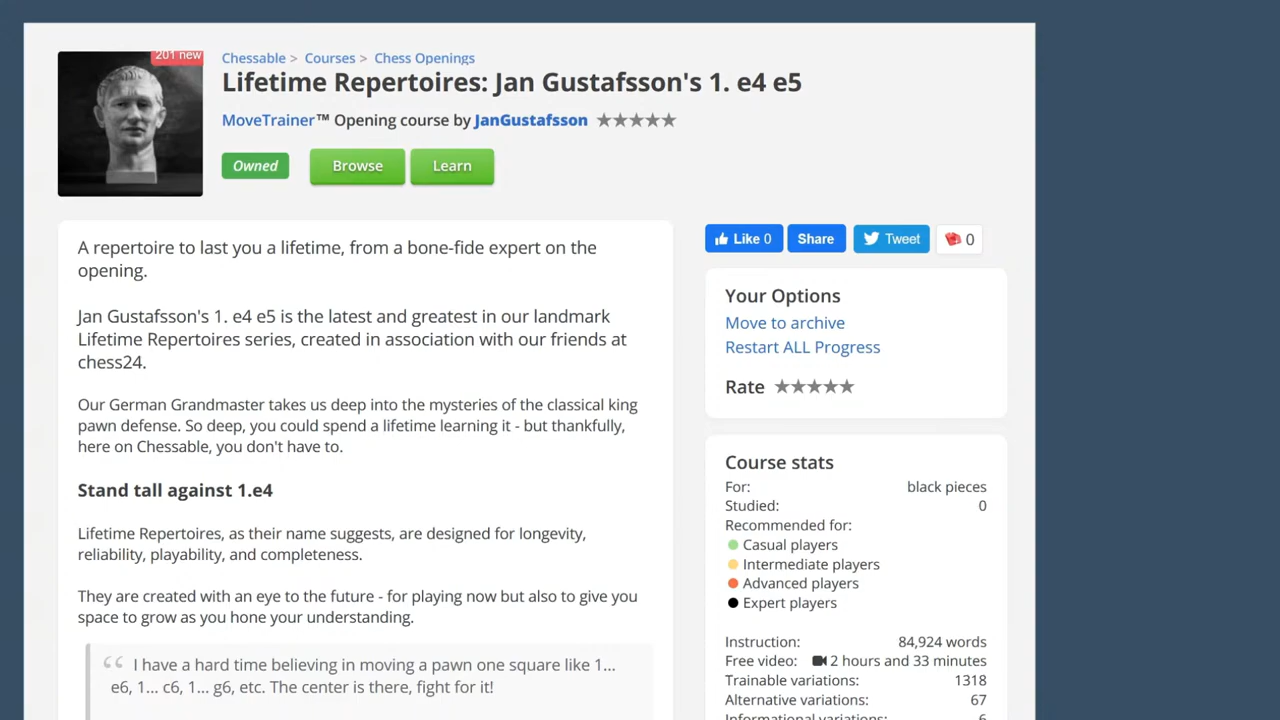 201 new
Chessable > Courses > Chess Openings
Lifetime Repertoires: Jan Gustafsson's 1. e4 e5
MoveTrainer™ Opening course by JanGustafsson ★★★★★
Owned
Browse
Learn
A repertoire to last you a lifetime, from a bone-fide expert on the
opening.
Jan Gustafsson's 1. e4 e5 is the latest and greatest in our landmark
Lifetime Repertoires series, created in association with our friends at
chess24.
Our German Grandmaster takes us deep into the mysteries of the classical king
pawn defense. So deep, you could spend a lifetime learning it - but thankfully,
here on Chessable, you don't have to.
Stand tall against 1.e4
Lifetime Repertoires, as their name suggests, are designed for longevity,
reliability, playability, and completeness.
They are created with an eye to the future - for playing now but also to give you
space to grow as you hone your understanding.
“ I have a hard time believing in moving a pawn one square like 1...
e6, 1... c6, 1... g6, etc. The center is there, fight for it!
Like 0
Share
Tweet
0
Your Options
Move to archive
Restart ALL Progress
Rate ★★★★★
Course stats
For: black pieces
Studied: 0
Recommended for:
Casual players
Intermediate players
Advanced players
Expert players
Instruction: 84,924 words
Free video: 2 hours and 33 minutes
Trainable variations: 1318
Alternative variations: 67
Informational variations: 6